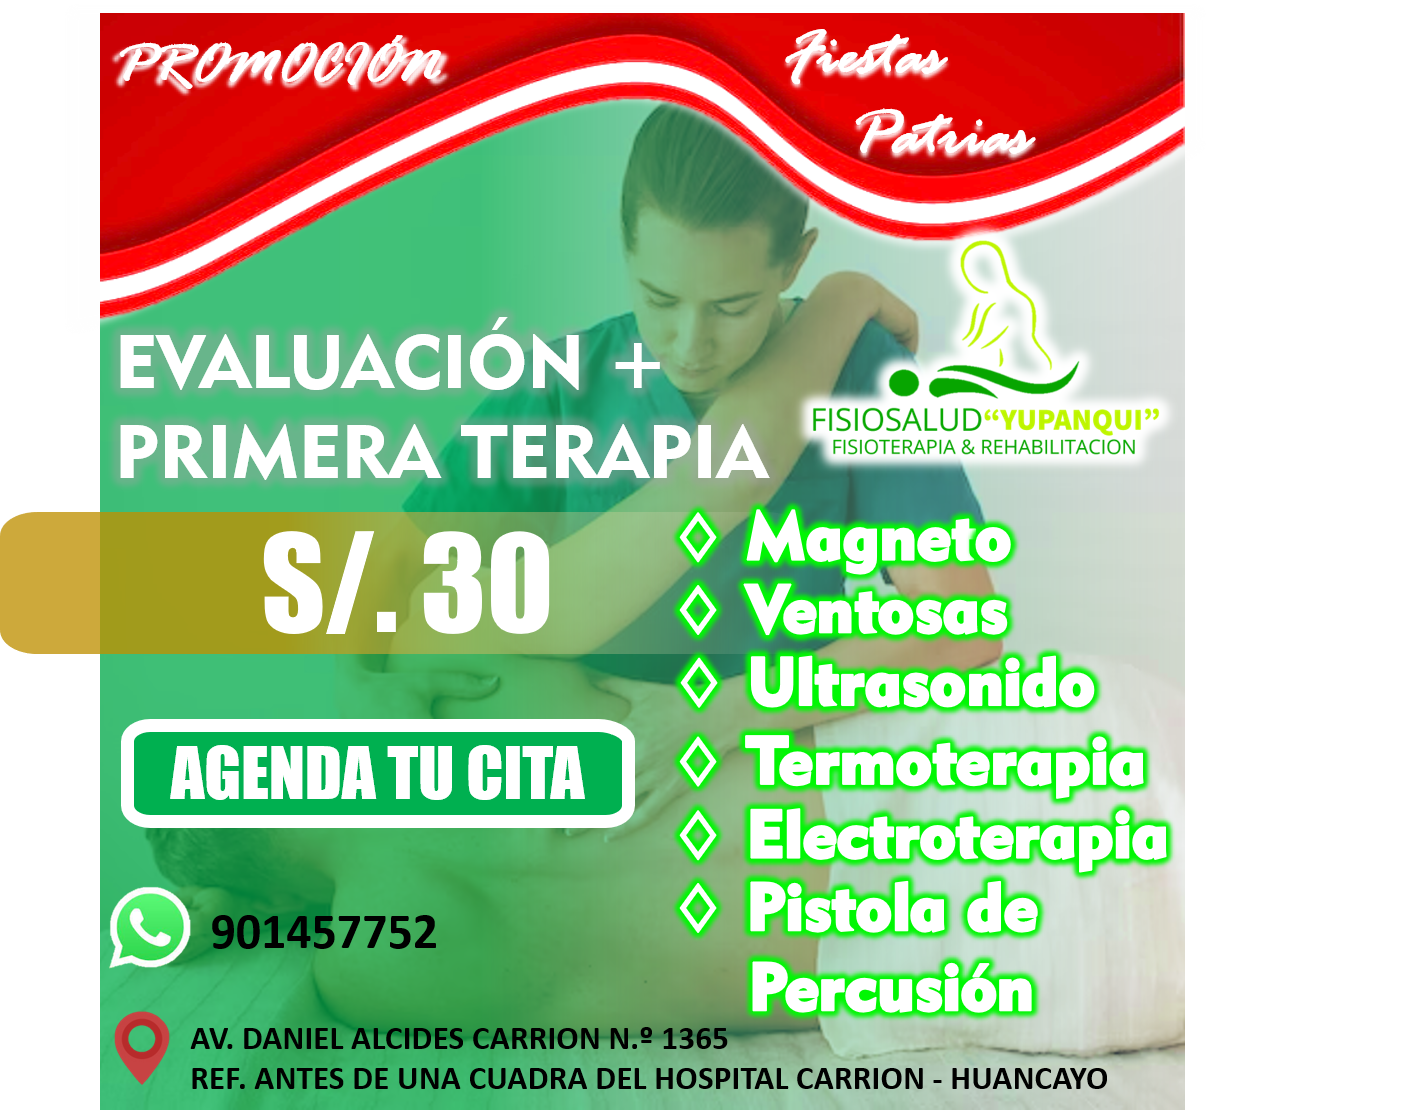 PROMOCIÓN
Fiestas
Patrias
FISIOSALUD“YUPANQUI”
FISIOTERAPIA & REHABILITACION
EVALUACIÓN +
PRIMERA TERAPIA
S/. 30
◊ Magneto
◊ Ventosas
◊ Ultrasonido
◊ Termoterapia
◊ Electroterapia
◊ Pistola de
Percusión
AGENDA TU CITA
901457752
AV. DANIEL ALCIDES CARRION N.º 1365
REF. ANTES DE UNA CUADRA DEL HOSPITAL CARRION - HUANCAYO